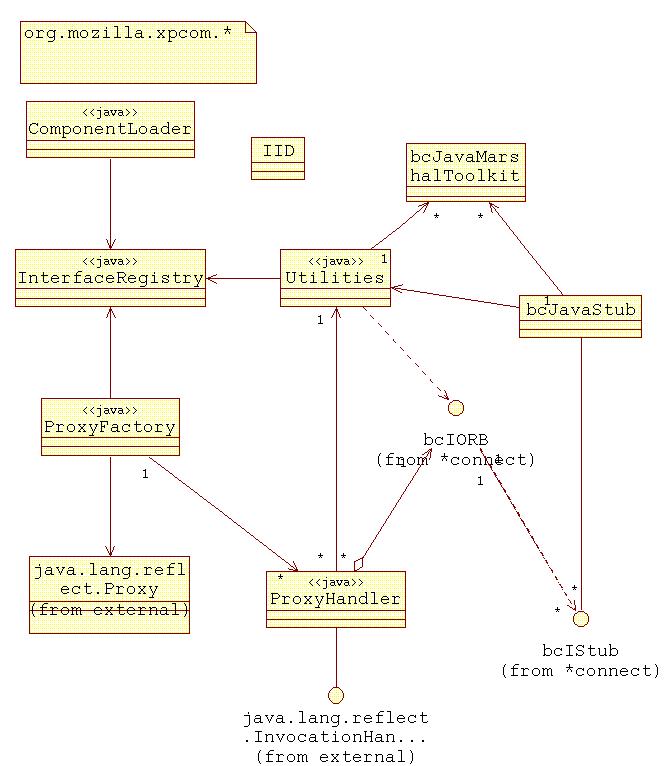 org.mozilla.xpcom.*
<<java>>
ComponentLoader
IID
bcJavaMars
halToolkit
*
*
<<java>>
InterfaceRegistry
<<java>>
1
Utilities
1
1
bcJavaStub
<<java>>
ProxyFactory
1
bcIORB
(from *connect)
1
1
1
java.lang.refl
ect.Proxy
(from external)
*
*
*
<<java>>
ProxyHandler
*
*
bcIStub
(from *connect)
java.lang.reflect
.InvocationHan...
(from external)